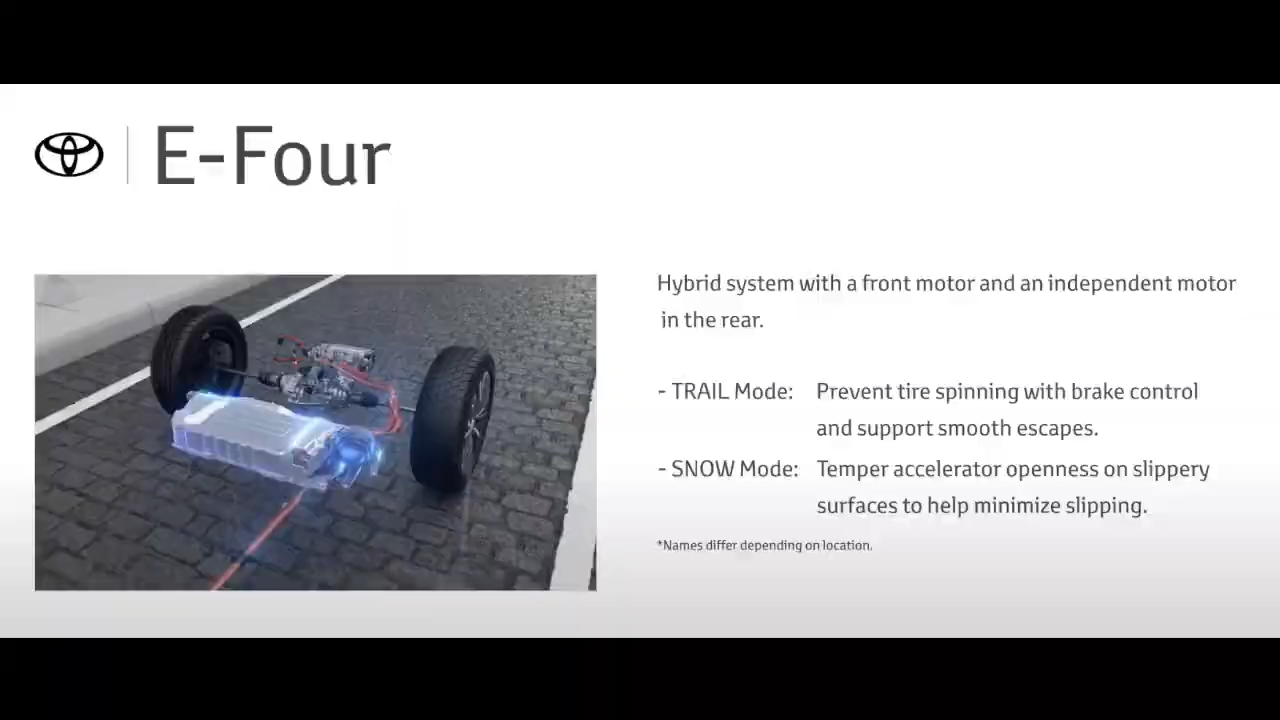 E-Four
Hybrid system with a front motor and an independent motor
in the rear.
- TRAIL Mode: Prevent tire spinning with brake control
and support smooth escapes.
- SNOW Mode: Temper accelerator openness on slippery
surfaces to help minimize slipping.
*Names differ depending on location.